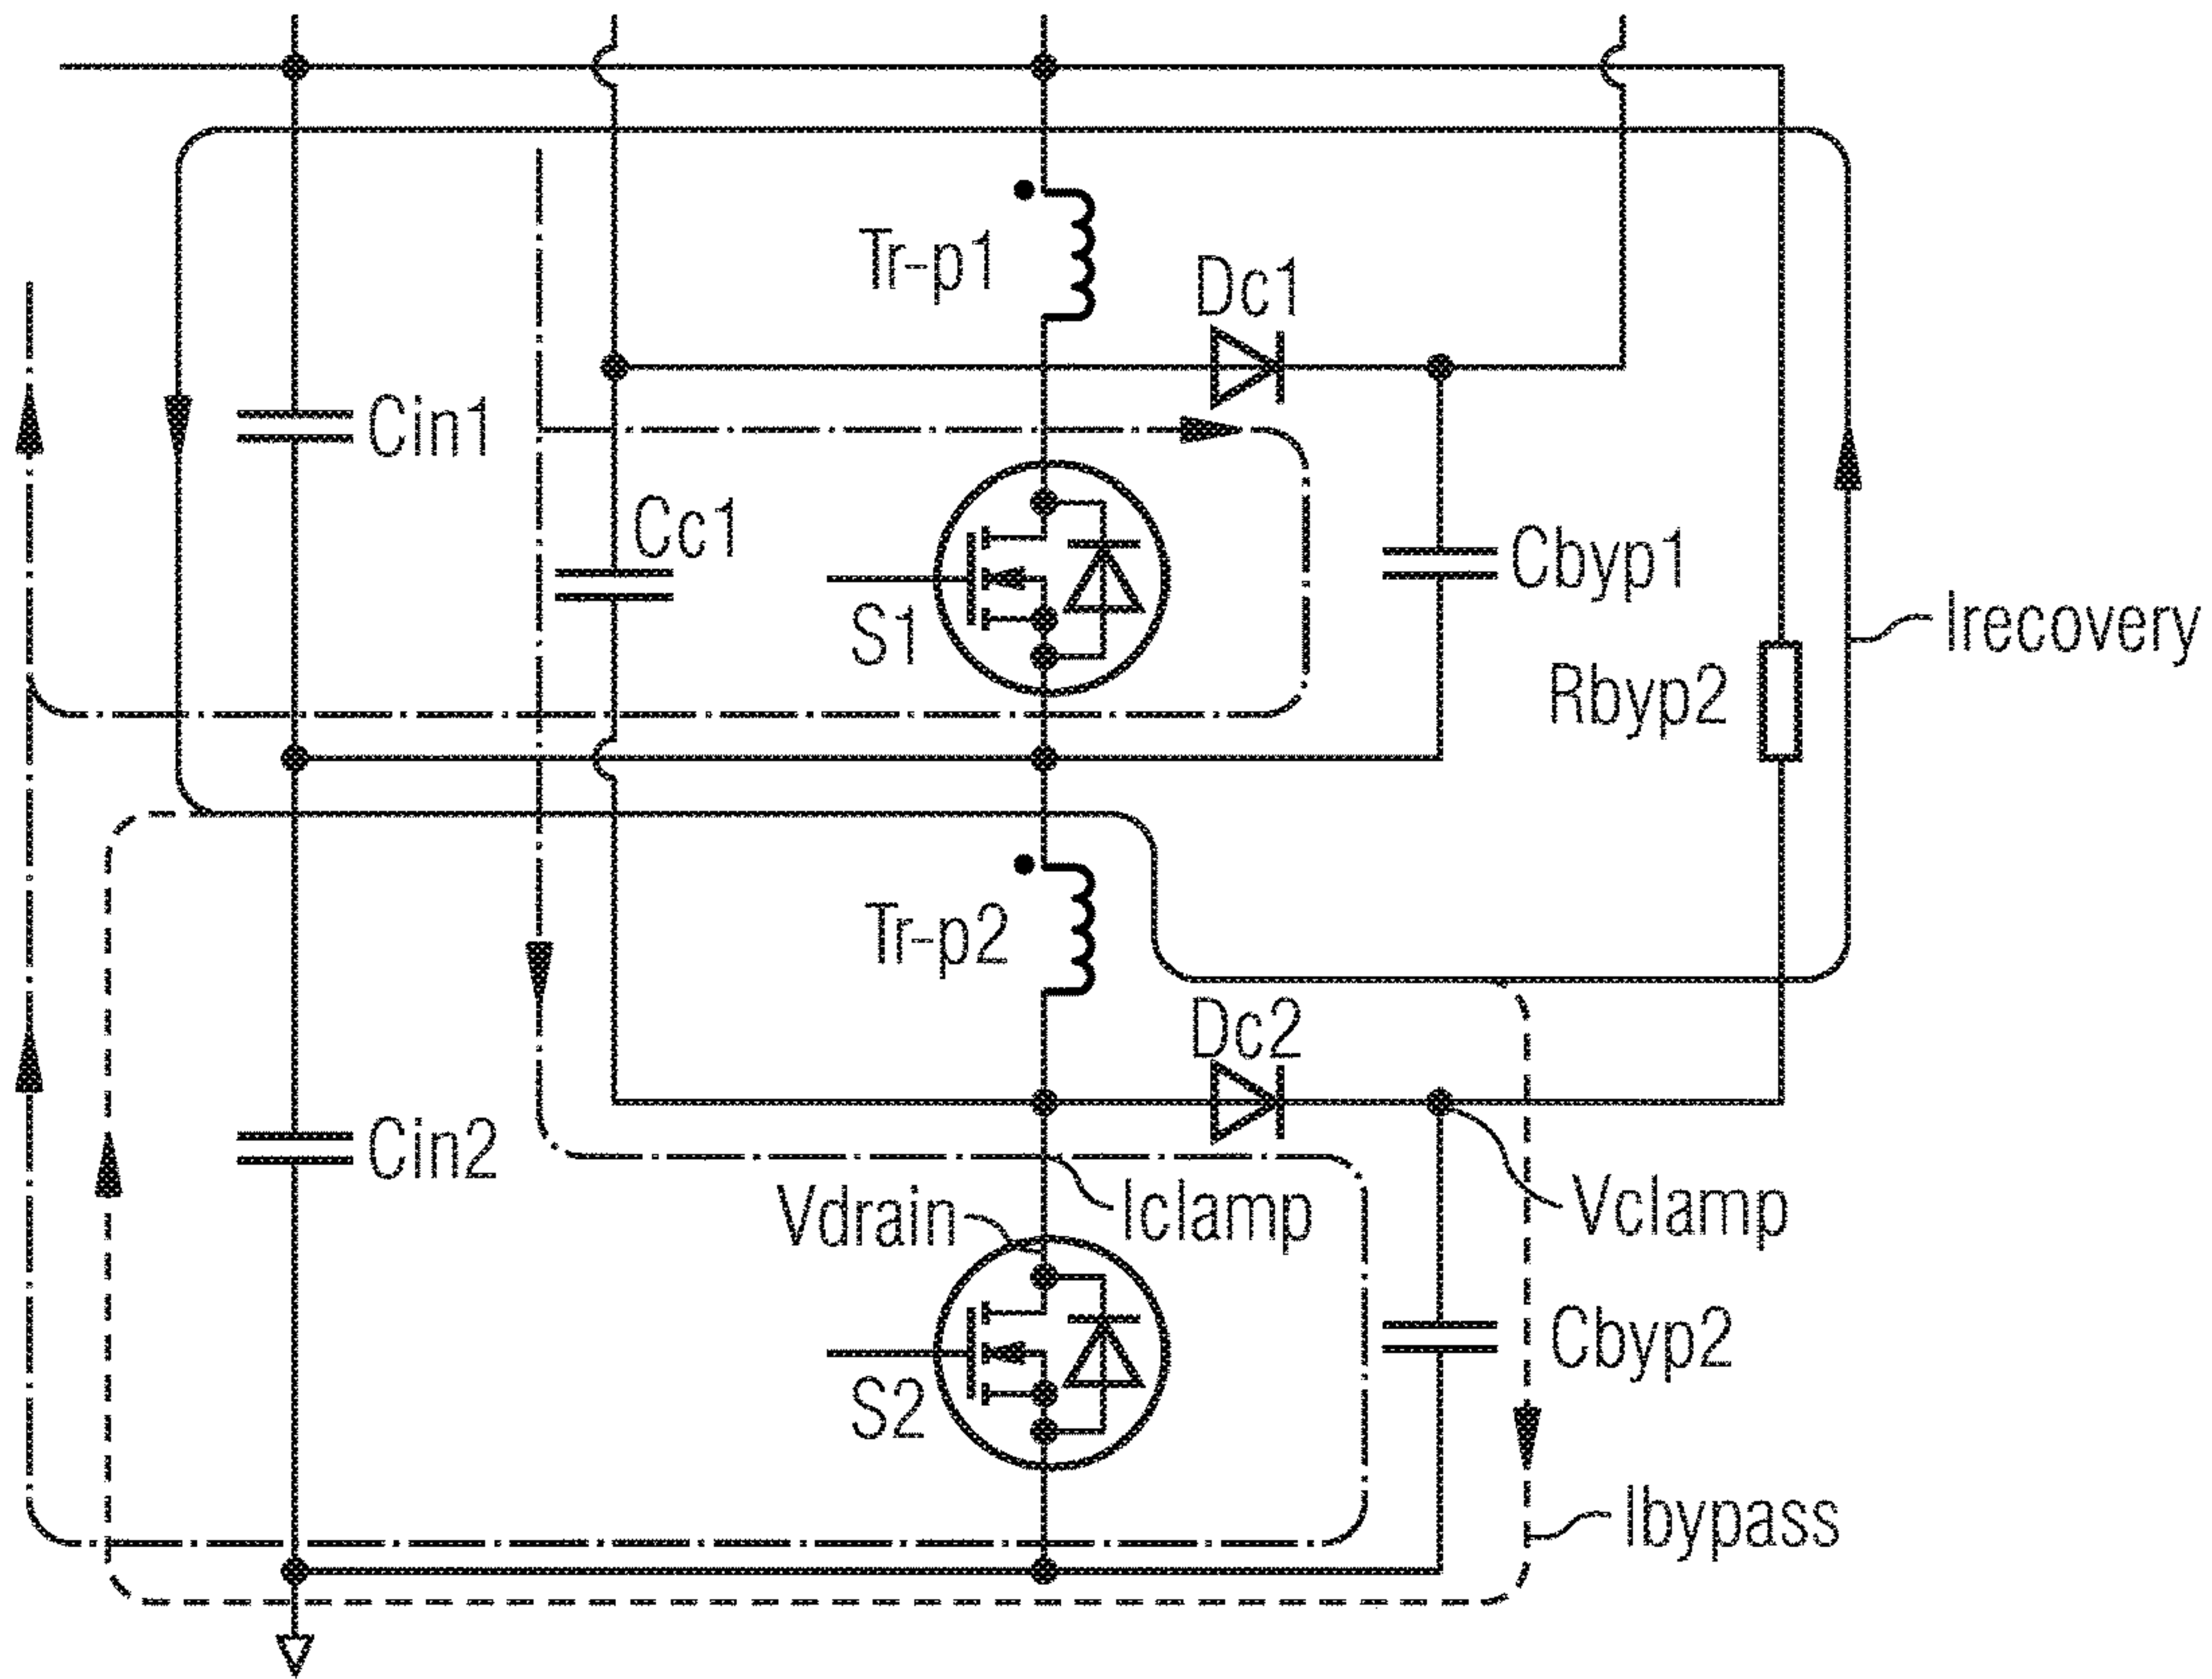 Tr-p1
Dc1
Cin1
Cc1
Cbyp1
S1
Irecovery
Rbyp2
Tr-p2
Dc2
Cin2
Vdrain
Iclamp
Vclamp
Cbyp2
S2
Ibypass